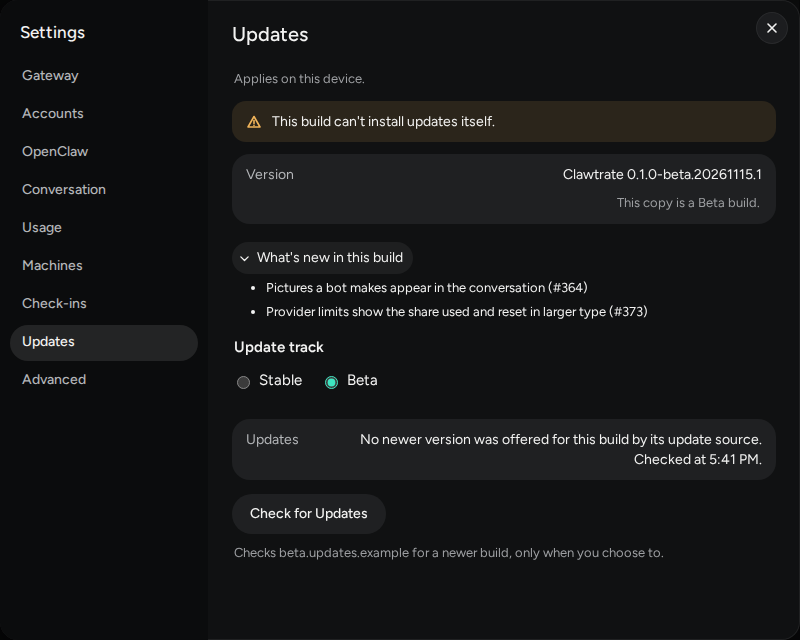 Settings
Gateway
Accounts
OpenClaw
Conversation
Usage
Machines
Check-ins
Updates
Advanced
Updates
Applies on this device.
This build can't install updates itself.
Version
Clawtrate 0.1.0-beta.20261115.1
This copy is a Beta build.
What's new in this build
• Pictures a bot makes appear in the conversation (#364)
• Provider limits show the share used and reset in larger type (#373)
Update track
Stable
Beta
Updates
No newer version was offered for this build by its update source.
Checked at 5:41 PM.
Check for Updates
Checks beta.updates.example for a newer build, only when you choose to.